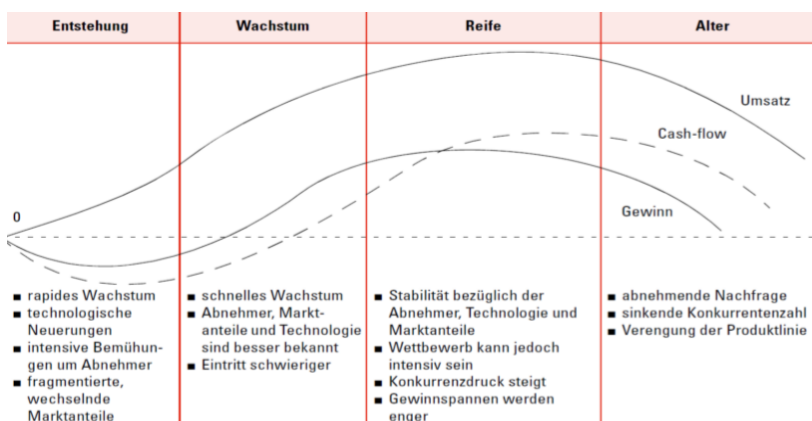 Entstehung
Wachstum
Reife
Alter
Umsatz
Cash-flow
Gewinn
0
■ rapides Wachstum
■ technologische
Neuerungen
■ intensive Bemühun-
gen um Abnehmer
■ fragmentierte,
wechselnde
Marktanteile
■ schnelles Wachstum
■ Abnehmer, Markt-
anteile und Technologie
sind besser bekannt
■ Eintritt schwieriger
■ Stabilität bezüglich der
Abnehmer, Technologie und
Marktanteile
■ Wettbewerb kann jedoch
intensiv sein
■ Konkurrenzdruck steigt
■ Gewinnspannen werden
enger
■ abnehmende Nachfrage
■ sinkende Konkurrentenzahl
■ Verengung der Produktlinie